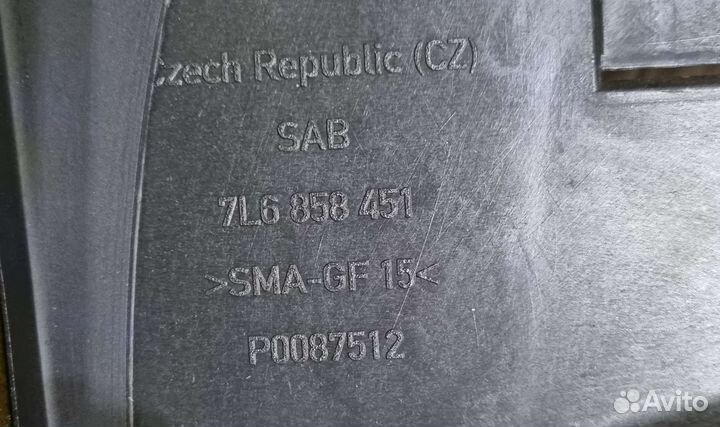 Czech Republic (CZ)
SAB
7L6 858 451
>SMA-GF 15<
P0087512
Avito